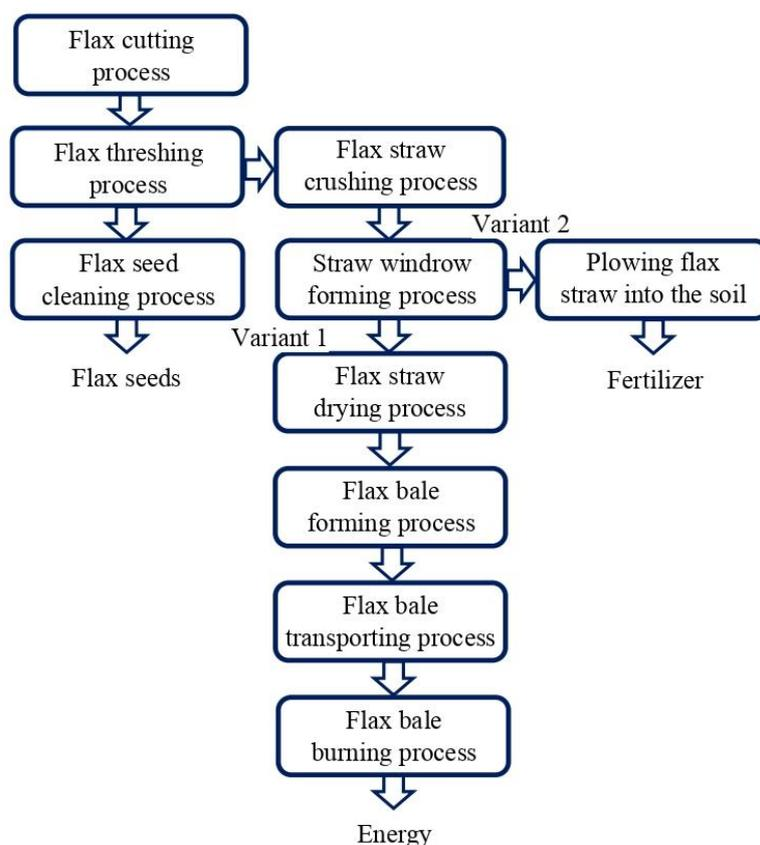 Flax cutting
process
Flax threshing
process
Flax straw
crushing process
Variant 2
Flax seed
cleaning process
Straw windrow
forming process
Plowing flax
straw into the soil
Variant 1
Flax seeds
Fertilizer
Flax straw
drying process
Flax bale
forming process
Flax bale
transporting process
Flax bale
burning process
Energy